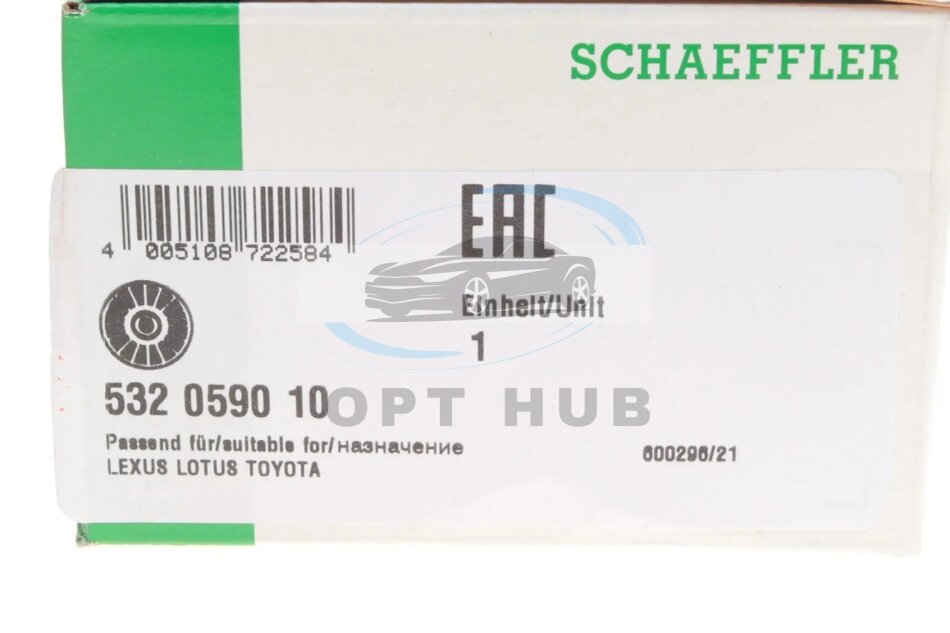 SCHAEFFLER
EAC
4 005108 722584
Einheit/Unit
1
532 0590 10
OPT HUB
Passend für/suitable for/назначение
600296/21
LEXUS LOTUS TOYOTA